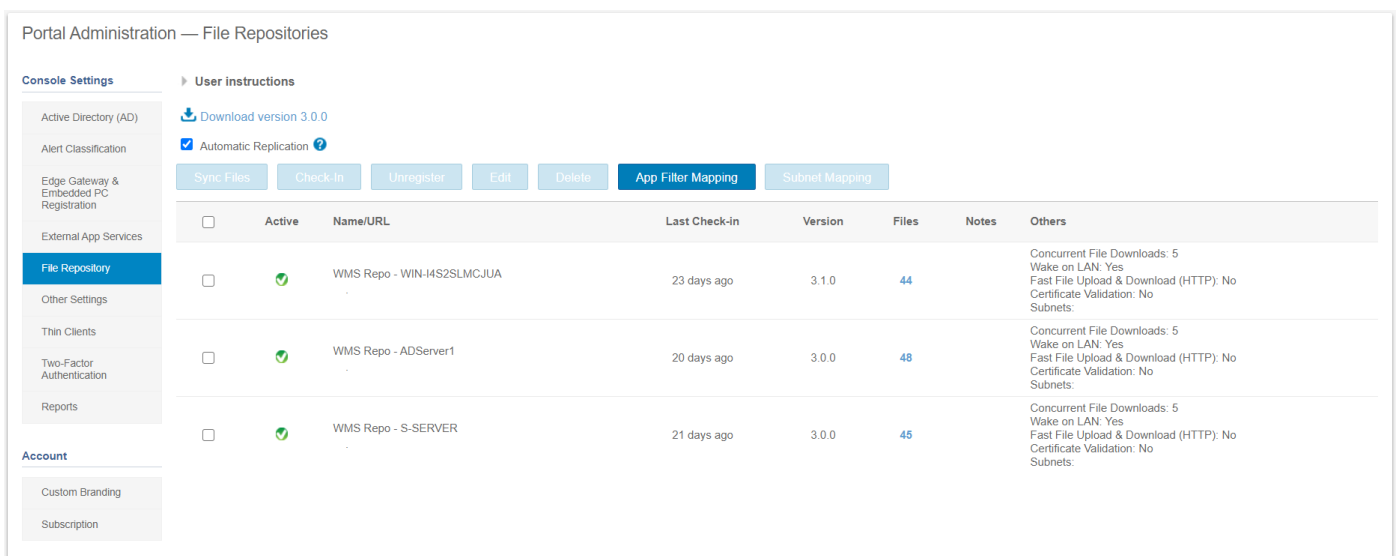 Portal Administration — File Repositories
Console Settings
Active Directory (AD)
Alert Classification
Edge Gateway &
Embedded PC
Registration
External App Services
File Repository
Other Settings
Thin Clients
Two-Factor
Authentication
Reports
Account
Custom Branding
Subscription
User instructions
Download version 3.0.0
Automatic Replication ?
Sync Files Check-In Unregister Edit Delete App Filter Mapping Subnet Mapping
Active Name/URL Last Check-in Version Files Notes Others
WMS Repo - WIN-I4S2SLMCJUA 23 days ago 3.1.0 44
Concurrent File Downloads: 5
Wake on LAN: Yes
Fast File Upload & Download (HTTP): No
Certificate Validation: No
Subnets:
WMS Repo - ADServer1 20 days ago 3.0.0 48
Concurrent File Downloads: 5
Wake on LAN: Yes
Fast File Upload & Download (HTTP): No
Certificate Validation: No
Subnets:
WMS Repo - S-SERVER 21 days ago 3.0.0 45
Concurrent File Downloads: 5
Wake on LAN: Yes
Fast File Upload & Download (HTTP): No
Certificate Validation: No
Subnets: